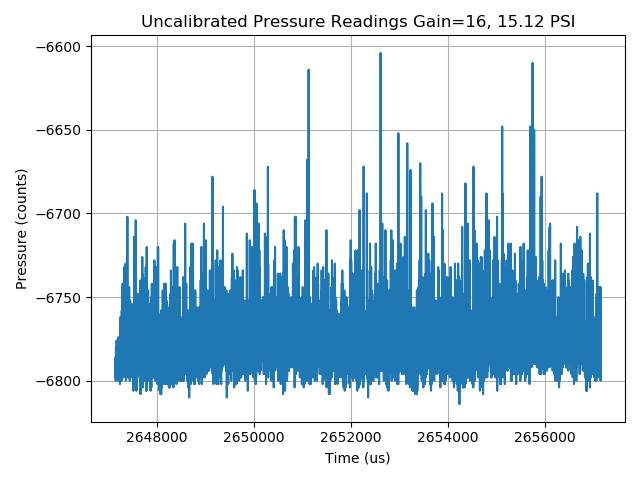 Uncalibrated Pressure Readings Gain=16, 15.12 PSI
−6600
−6650
−6700
−6750
−6800
Pressure (counts)
2648000 2650000 2652000 2654000 2656000
Time (us)